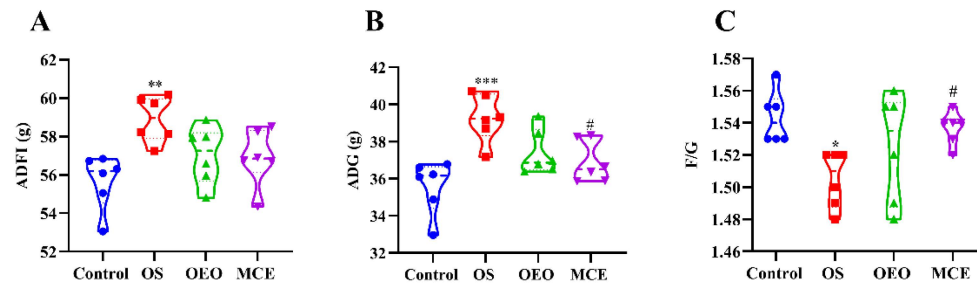 A
ADFI (g)
62
60
58
56
54
52
**
Control OS OEO MCE
B
ADG (g)
42
40
38
36
34
32
***
#
Control OS OEO MCE
C
F/G
1.58
1.56
1.54
1.52
1.50
1.48
1.46
*
#
Control OS OEO MCE